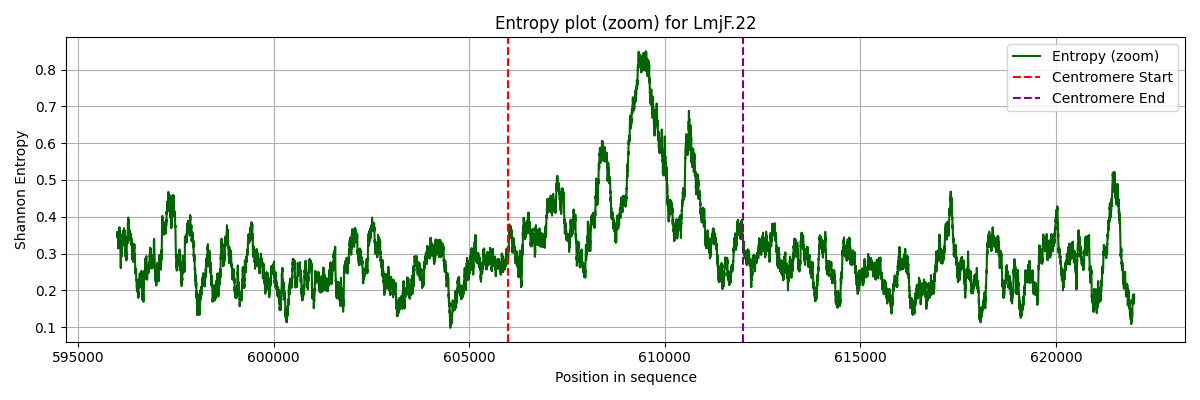 Entropy plot (zoom) for LmjF.22
Shannon Entropy
0.8
0.7
0.6
0.5
0.4
0.3
0.2
0.1
Entropy (zoom)
Centromere Start
Centromere End
595000 600000 605000 610000 615000 620000
Position in sequence